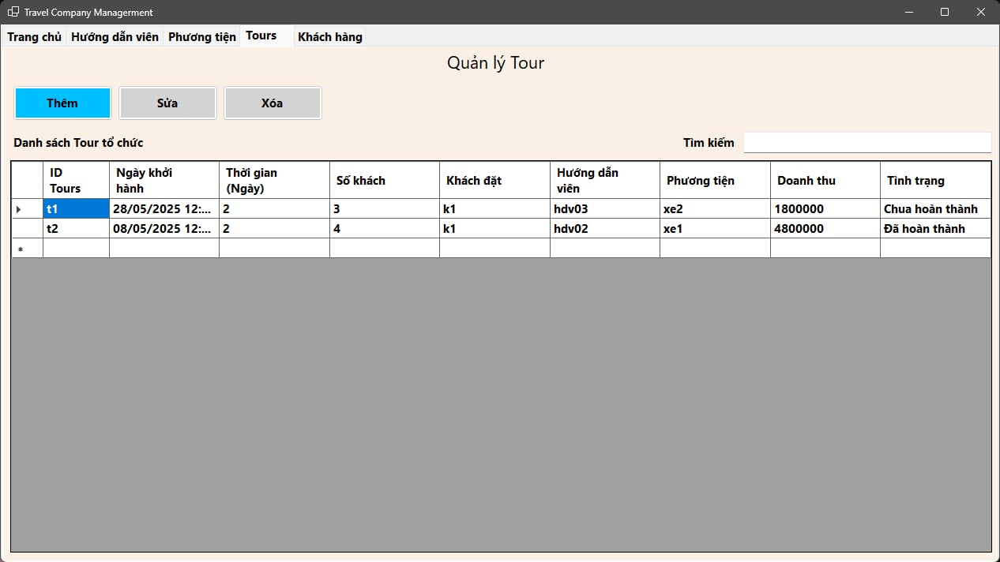 Travel Company Managerment
Trang chủ Hướng dẫn viên Phương tiện Tours Khách hàng
Quản lý Tour
Thêm Sửa Xóa
Danh sách Tour tổ chức Tìm kiếm
ID Tours Ngày khởi hành Thời gian (Ngày) Số khách Khách đặt Hướng dẫn viên Phương tiện Doanh thu Tình trạng
t1 28/05/2025 12:... 2 3 k1 hdv03 xe2 1800000 Chua hoàn thành
t2 08/05/2025 12:... 2 4 k1 hdv02 xe1 4800000 Đã hoàn thành